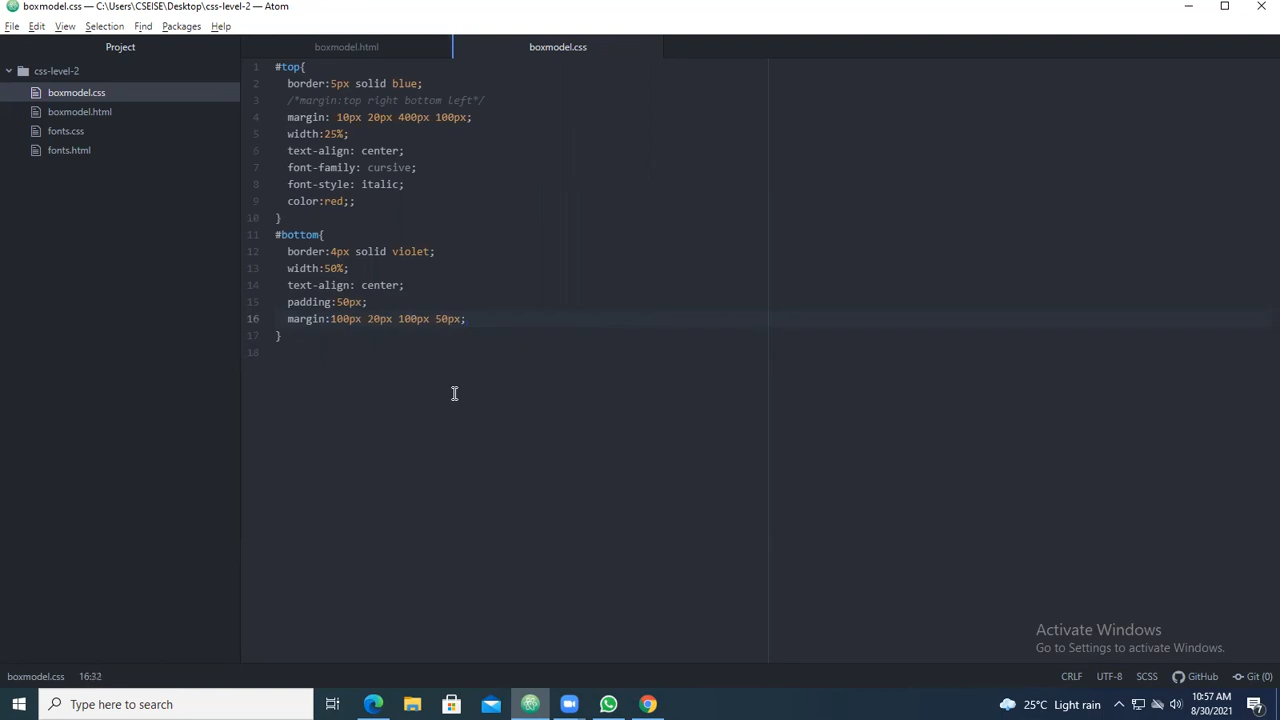 boxmodel.css — C:\Users\CSEISE\Desktop\css-level-2 — Atom
File Edit View Selection Find Packages Help
Project
boxmodel.html boxmodel.css
css-level-2
boxmodel.css
boxmodel.html
fonts.css
fonts.html
1 #top{
2 border:5px solid blue;
3 /*margin:top right bottom left*/
4 margin: 10px 20px 400px 100px;
5 width:25%;
6 text-align: center;
7 font-family: cursive;
8 font-style: italic;
9 color:red;;
10 }
11 #bottom{
12 border:4px solid violet;
13 width:50%;
14 text-align: center;
15 padding:50px;
16 margin:100px 20px 100px 50px;
17 }
18
Activate Windows
Go to Settings to activate Windows.
boxmodel.css 16:32 CRLF UTF-8 SCSS GitHub Git (0)
Type here to search 25°C Light rain 10:57 AM
8/30/2021
7